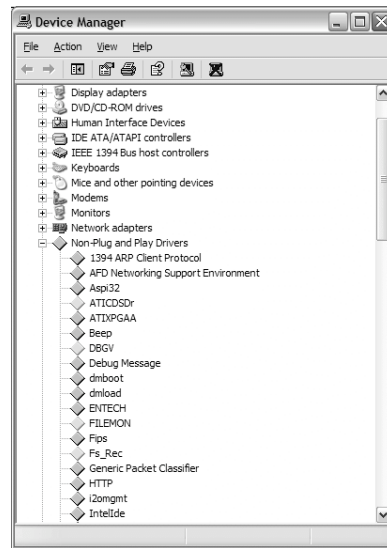 Device Manager
File Action View Help
Display adapters
DVD/CD-ROM drives
Human Interface Devices
IDE ATA/ATAPI controllers
IEEE 1394 Bus host controllers
Keyboards
Mice and other pointing devices
Modems
Monitors
Network adapters
Non-Plug and Play Drivers
1394 ARP Client Protocol
AFD Networking Support Environment
Aspi32
ATICDSDr
ATIXPGAA
Beep
DBGV
Debug Message
dmboot
dmload
ENTECH
FILEMON
Fips
Fs_Rec
Generic Packet Classifier
HTTP
i2omgmt
IntelIde